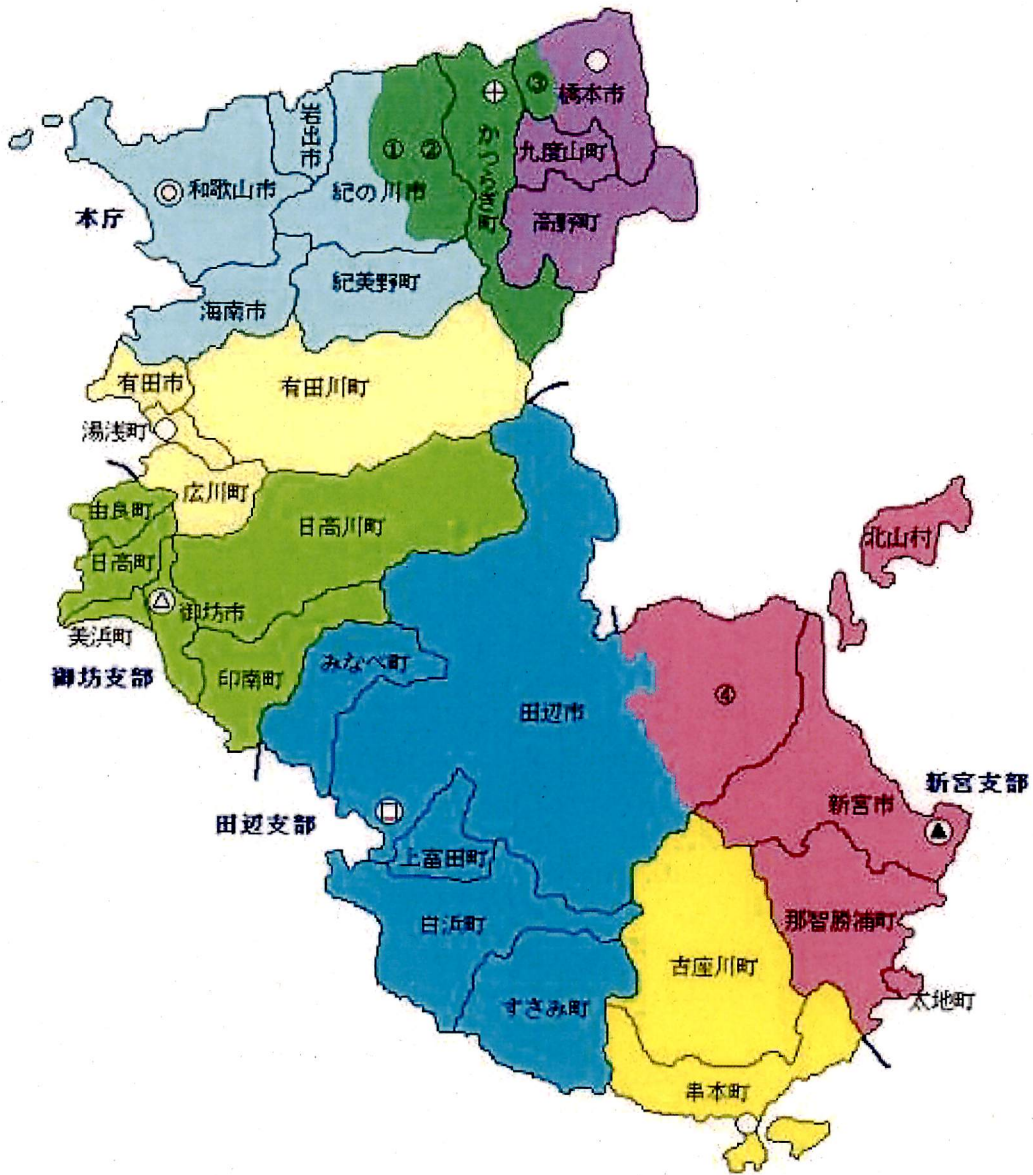 ③
橋本市
岩出市
①
②
かつらぎ町
九度山町
和歌山市
紀の川市
本庁
高野町
紀美野町
海南市
有田市
有田川町
湯浅町
広川町
由良町
日高川町
北山村
日高町
御坊市
美浜町
御坊支部
印南町
みなべ町
田辺市
④
新宮支部
新宮市
田辺支部
上富田町
那智勝浦町
白浜町
古座川町
すさみ町
太地町
串本町